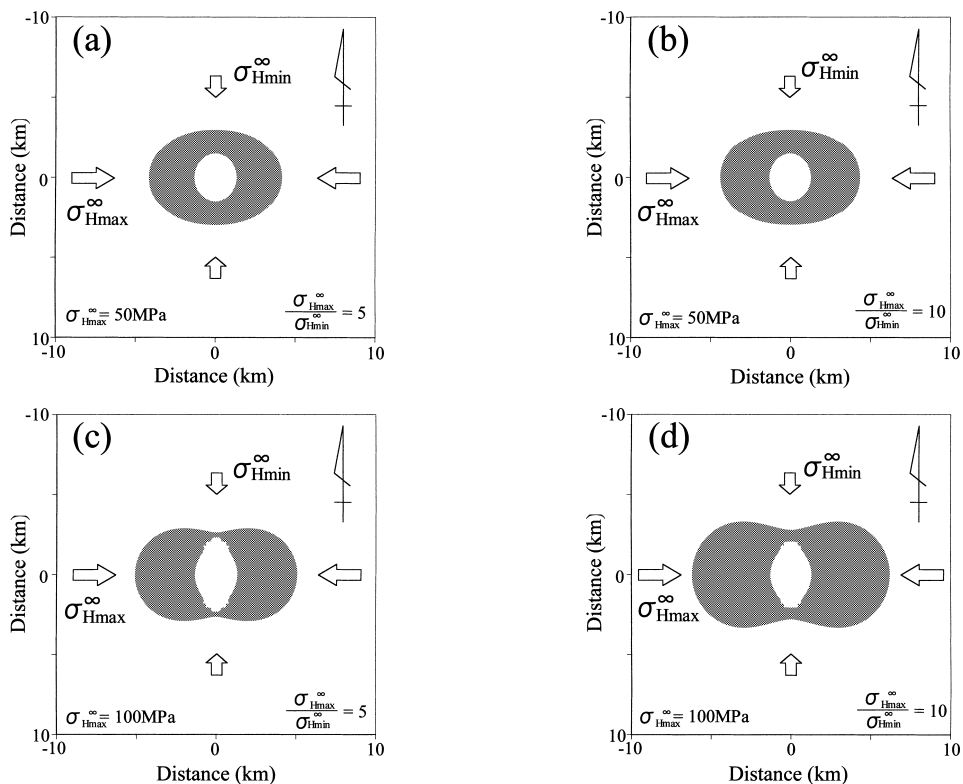 (a)
-10
0
10
Distance (km)
σ∞Hmin
σ∞Hmax
σ∞Hmax= 50MPa
σ∞Hmax/σ∞Hmin = 5
-10 0 10
Distance (km)
(b)
-10
0
10
Distance (km)
σ∞Hmin
σ∞Hmax
σ∞Hmax= 50MPa
σ∞Hmax/σ∞Hmin = 10
-10 0 10
Distance (km)
(c)
-10
0
10
Distance (km)
σ∞Hmin
σ∞Hmax
σ∞Hmax= 100MPa
σ∞Hmax/σ∞Hmin = 5
-10 0 10
Distance (km)
(d)
-10
0
10
Distance (km)
σ∞Hmin
σ∞Hmax
σ∞Hmax= 100MPa
σ∞Hmax/σ∞Hmin = 10
-10 0 10
Distance (km)